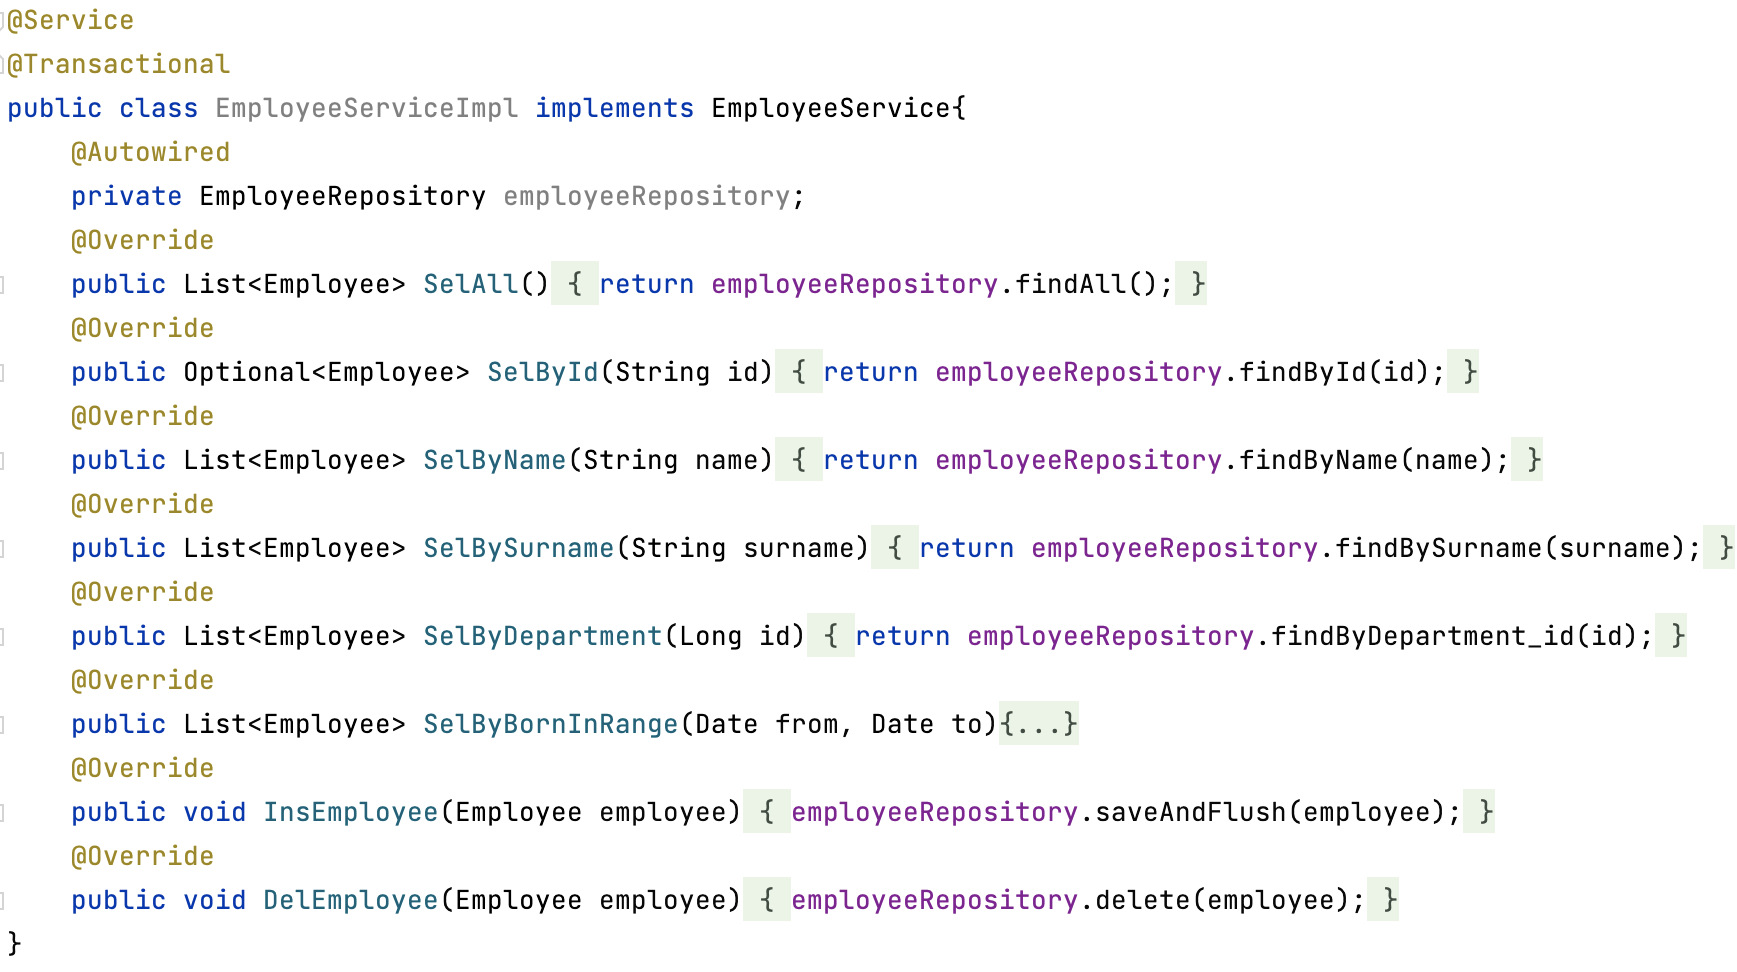 @Service
@Transactional
public class EmployeeServiceImpl implements EmployeeService{
    @Autowired
    private EmployeeRepository employeeRepository;
    @Override
    public List<Employee> SelAll() { return employeeRepository.findAll(); }
    @Override
    public Optional<Employee> SelById(String id) { return employeeRepository.findById(id); }
    @Override
    public List<Employee> SelByName(String name) { return employeeRepository.findByName(name); }
    @Override
    public List<Employee> SelBySurname(String surname) { return employeeRepository.findBySurname(surname); }
    @Override
    public List<Employee> SelByDepartment(Long id) { return employeeRepository.findByDepartment_id(id); }
    @Override
    public List<Employee> SelByBornInRange(Date from, Date to){...}
    @Override
    public void InsEmployee(Employee employee) { employeeRepository.saveAndFlush(employee); }
    @Override
    public void DelEmployee(Employee employee) { employeeRepository.delete(employee); }
}